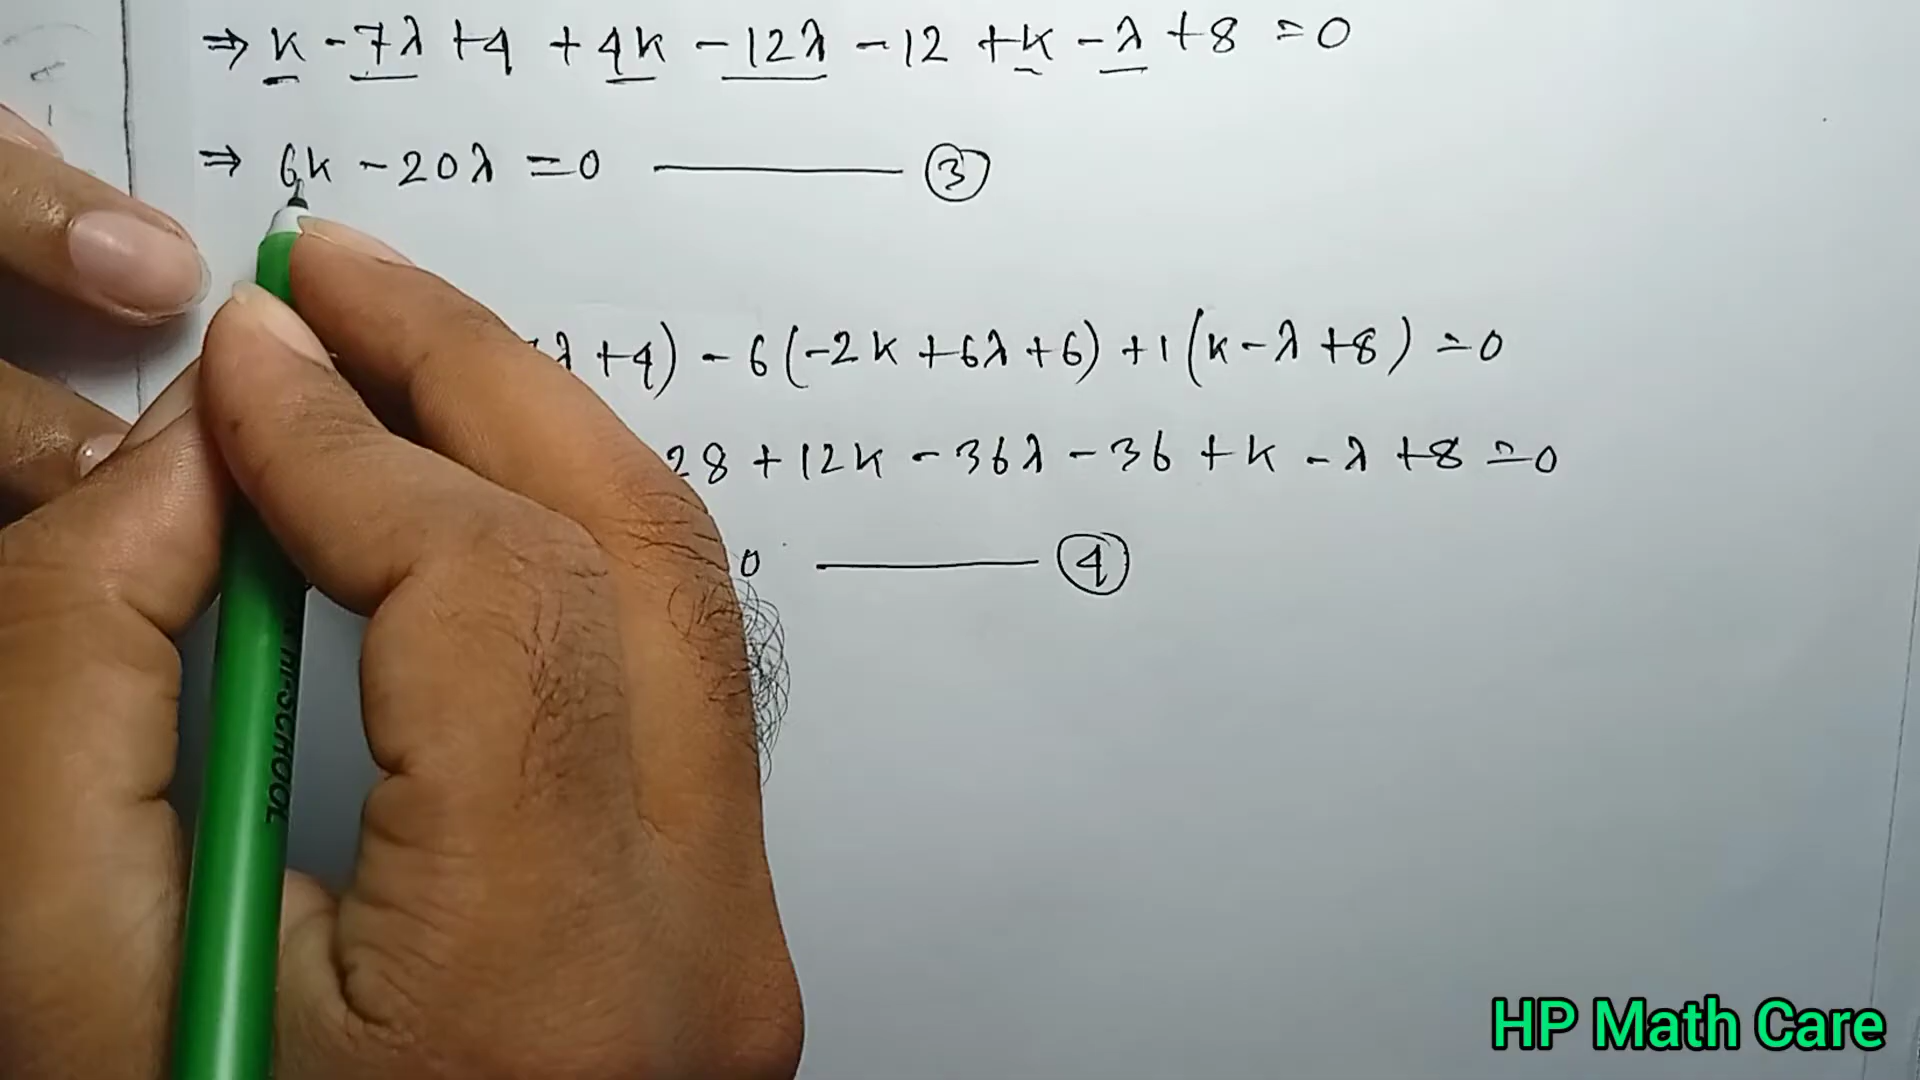 ⇒ k - 7λ + 4 + 4k - 12λ - 12 + k - λ + 8 = 0
⇒ 6k - 20λ = 0 ——— ③
λ + 4) - 6(-2k + 6λ + 6) + 1(k - λ + 8) = 0
28 + 12k - 36λ - 36 + k - λ + 8 = 0
0 ——— ④
SCHOOL
HP Math Care